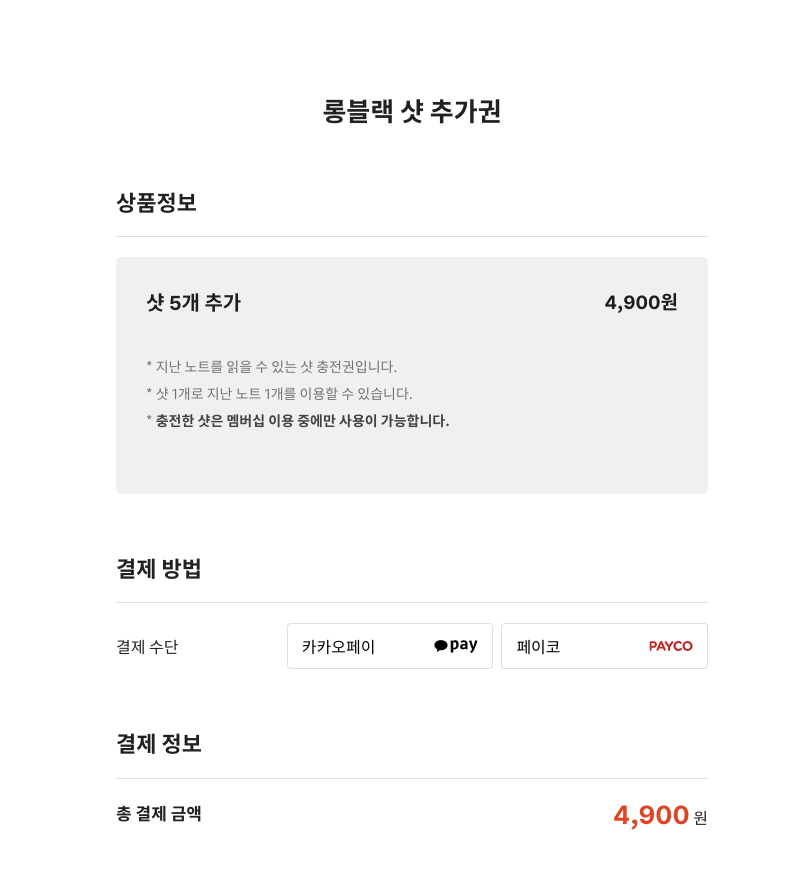 롱블랙 샷 추가권
상품정보
샷 5개 추가 4,900원
* 지난 노트를 읽을 수 있는 샷 충전권입니다.
* 샷 1개로 지난 노트 1개를 이용할 수 있습니다.
* 충전한 샷은 멤버십 이용 중에만 사용이 가능합니다.
결제 방법
결제 수단 카카오페이 pay 페이코 PAYCO
결제 정보
총 결제 금액 4,900 원